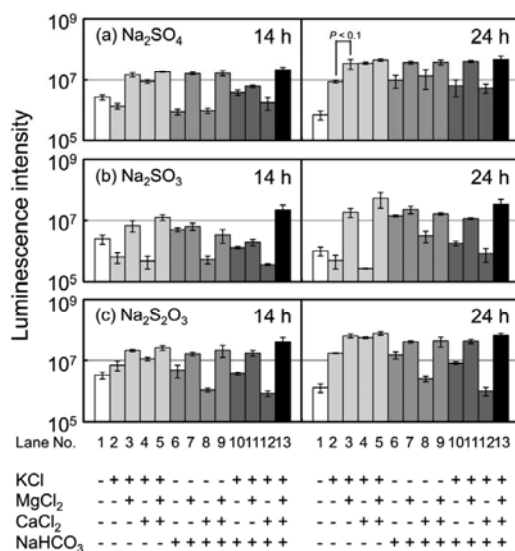 10⁹ (a) Na₂SO₄ 14 h P < 0.1 24 h
10⁷
10⁵
10⁹ (b) Na₂SO₃ 14 h 24 h
10⁷
10⁵
10⁹ (c) Na₂S₂O₃ 14 h 24 h
10⁷
10⁵
Luminescence intensity
Lane No. 1 2 3 4 5 6 7 8 9 10 11 12 13 1 2 3 4 5 6 7 8 9 10 11 12 13
KCl - + + + + - - - - + + + + - + + + + - - - - + + + +
MgCl₂ - - + - + - + - + - + - + - - + - + - + - + - + - +
CaCl₂ - - - + + - - + + - - + + - - - + + - - + + - - + +
NaHCO₃ - - - - - + + + + + + + + - - - - - + + + + + + + +